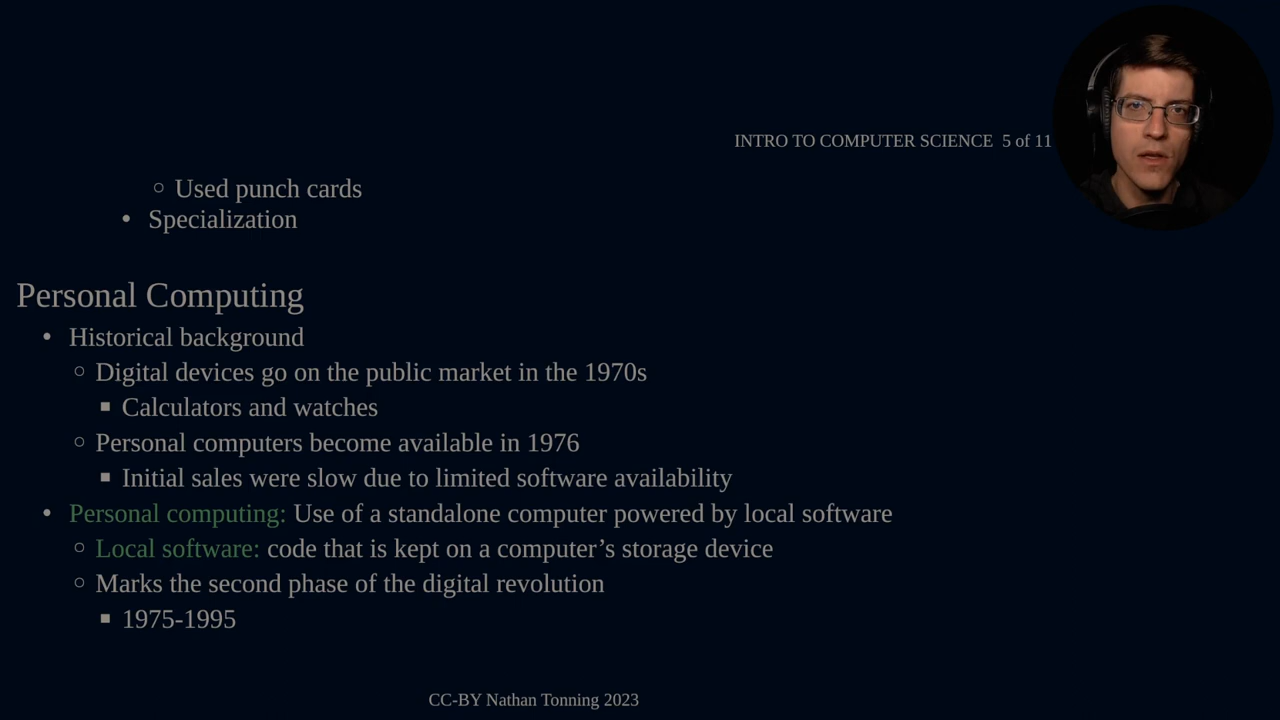 INTRO TO COMPUTER SCIENCE 5 of 11
○ Used punch cards
• Specialization
Personal Computing
• Historical background
○ Digital devices go on the public market in the 1970s
■ Calculators and watches
○ Personal computers become available in 1976
■ Initial sales were slow due to limited software availability
• Personal computing: Use of a standalone computer powered by local software
○ Local software: code that is kept on a computer’s storage device
○ Marks the second phase of the digital revolution
■ 1975-1995
CC-BY Nathan Tonning 2023